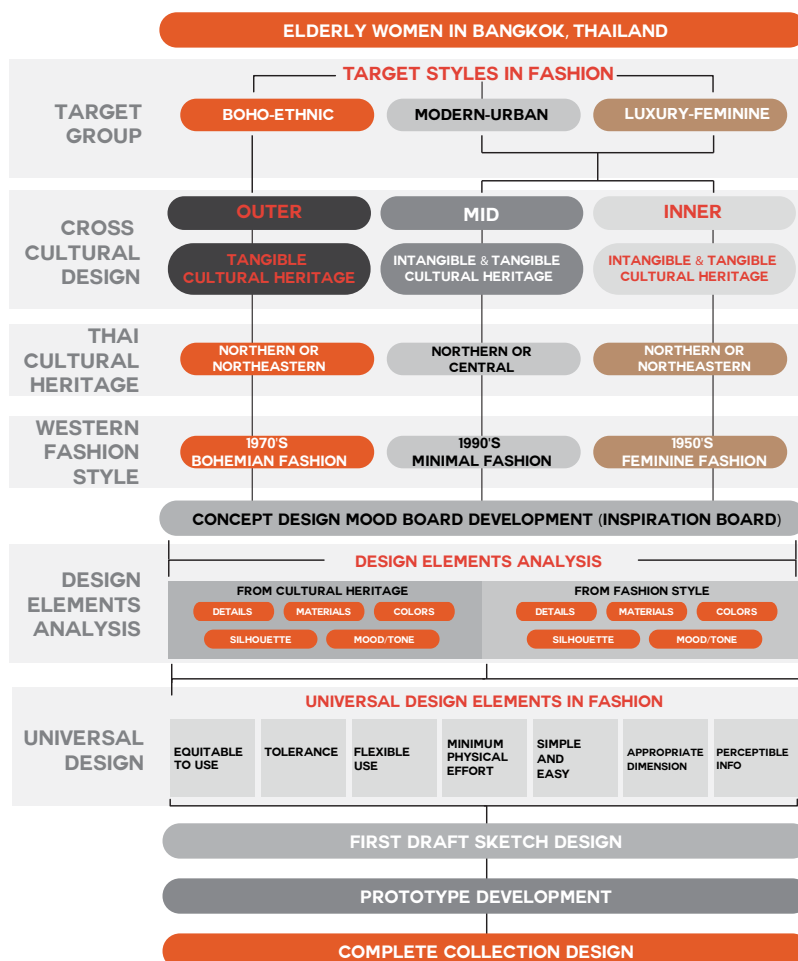 ELDERLY WOMEN IN BANGKOK, THAILAND
TARGET STYLES IN FASHION
TARGET
GROUP
BOHO-ETHNIC
MODERN-URBAN
LUXURY-FEMININE
CROSS
CULTURAL
DESIGN
OUTER
MID
INNER
TANGIBLE
CULTURAL HERITAGE
INTANGIBLE & TANGIBLE
CULTURAL HERITAGE
INTANGIBLE & TANGIBLE
CULTURAL HERITAGE
THAI
CULTURAL
HERITAGE
NORTHERN OR
NORTHEASTERN
NORTHERN OR
CENTRAL
NORTHERN OR
NORTHEASTERN
WESTERN
FASHION
STYLE
1970'S
BOHEMIAN FASHION
1990'S
MINIMAL FASHION
1950'S
FEMININE FASHION
CONCEPT DESIGN MOOD BOARD DEVELOPMENT (INSPIRATION BOARD)
DESIGN
ELEMENTS
ANALYSIS
DESIGN ELEMENTS ANALYSIS
FROM CULTURAL HERITAGE
DETAILS
MATERIALS
COLORS
SILHOUETTE
MOOD/TONE
FROM FASHION STYLE
DETAILS
MATERIALS
COLORS
SILHOUETTE
MOOD/TONE
UNIVERSAL
DESIGN
UNIVERSAL DESIGN ELEMENTS IN FASHION
EQUITABLE
TO USE
TOLERANCE
FLEXIBLE
USE
MINIMUM
PHYSICAL
EFFORT
SIMPLE
AND
EASY
APPROPRIATE
DIMENSION
PERCEPTIBLE
INFO
FIRST DRAFT SKETCH DESIGN
PROTOTYPE DEVELOPMENT
COMPLETE COLLECTION DESIGN